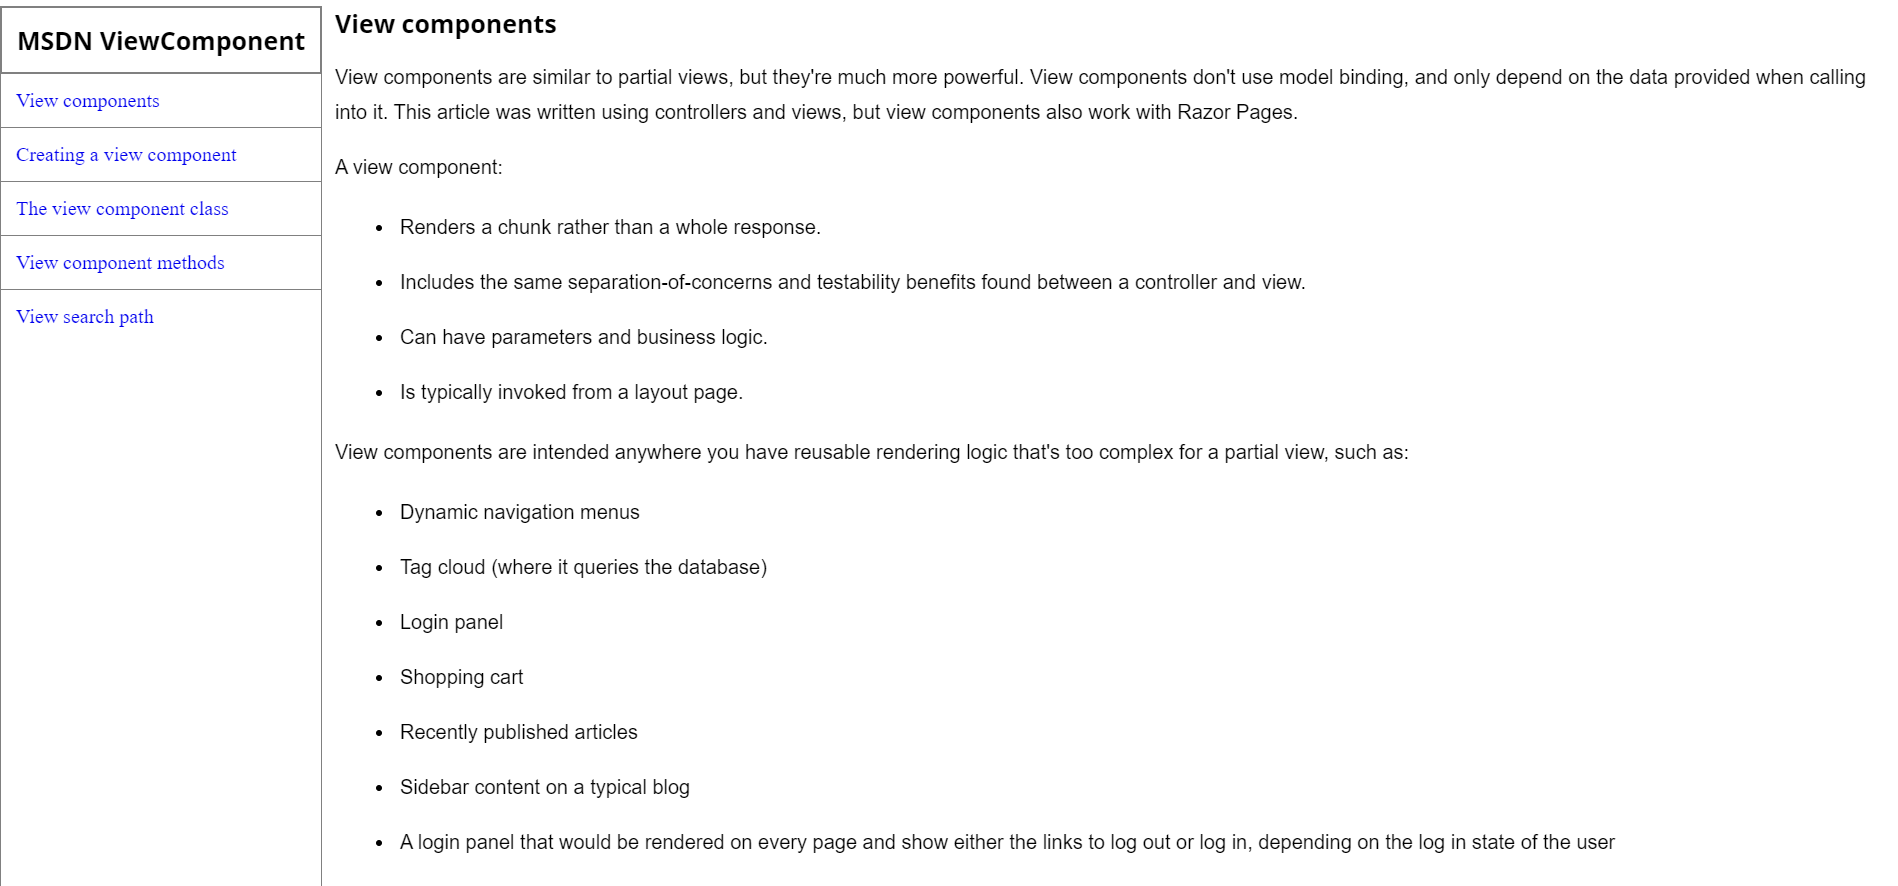 MSDN ViewComponent
View components
Creating a view component
The view component class
View component methods
View search path
View components
View components are similar to partial views, but they're much more powerful. View components don't use model binding, and only depend on the data provided when calling
into it. This article was written using controllers and views, but view components also work with Razor Pages.
A view component:
• Renders a chunk rather than a whole response.
• Includes the same separation-of-concerns and testability benefits found between a controller and view.
• Can have parameters and business logic.
• Is typically invoked from a layout page.
View components are intended anywhere you have reusable rendering logic that's too complex for a partial view, such as:
• Dynamic navigation menus
• Tag cloud (where it queries the database)
• Login panel
• Shopping cart
• Recently published articles
• Sidebar content on a typical blog
• A login panel that would be rendered on every page and show either the links to log out or log in, depending on the log in state of the user